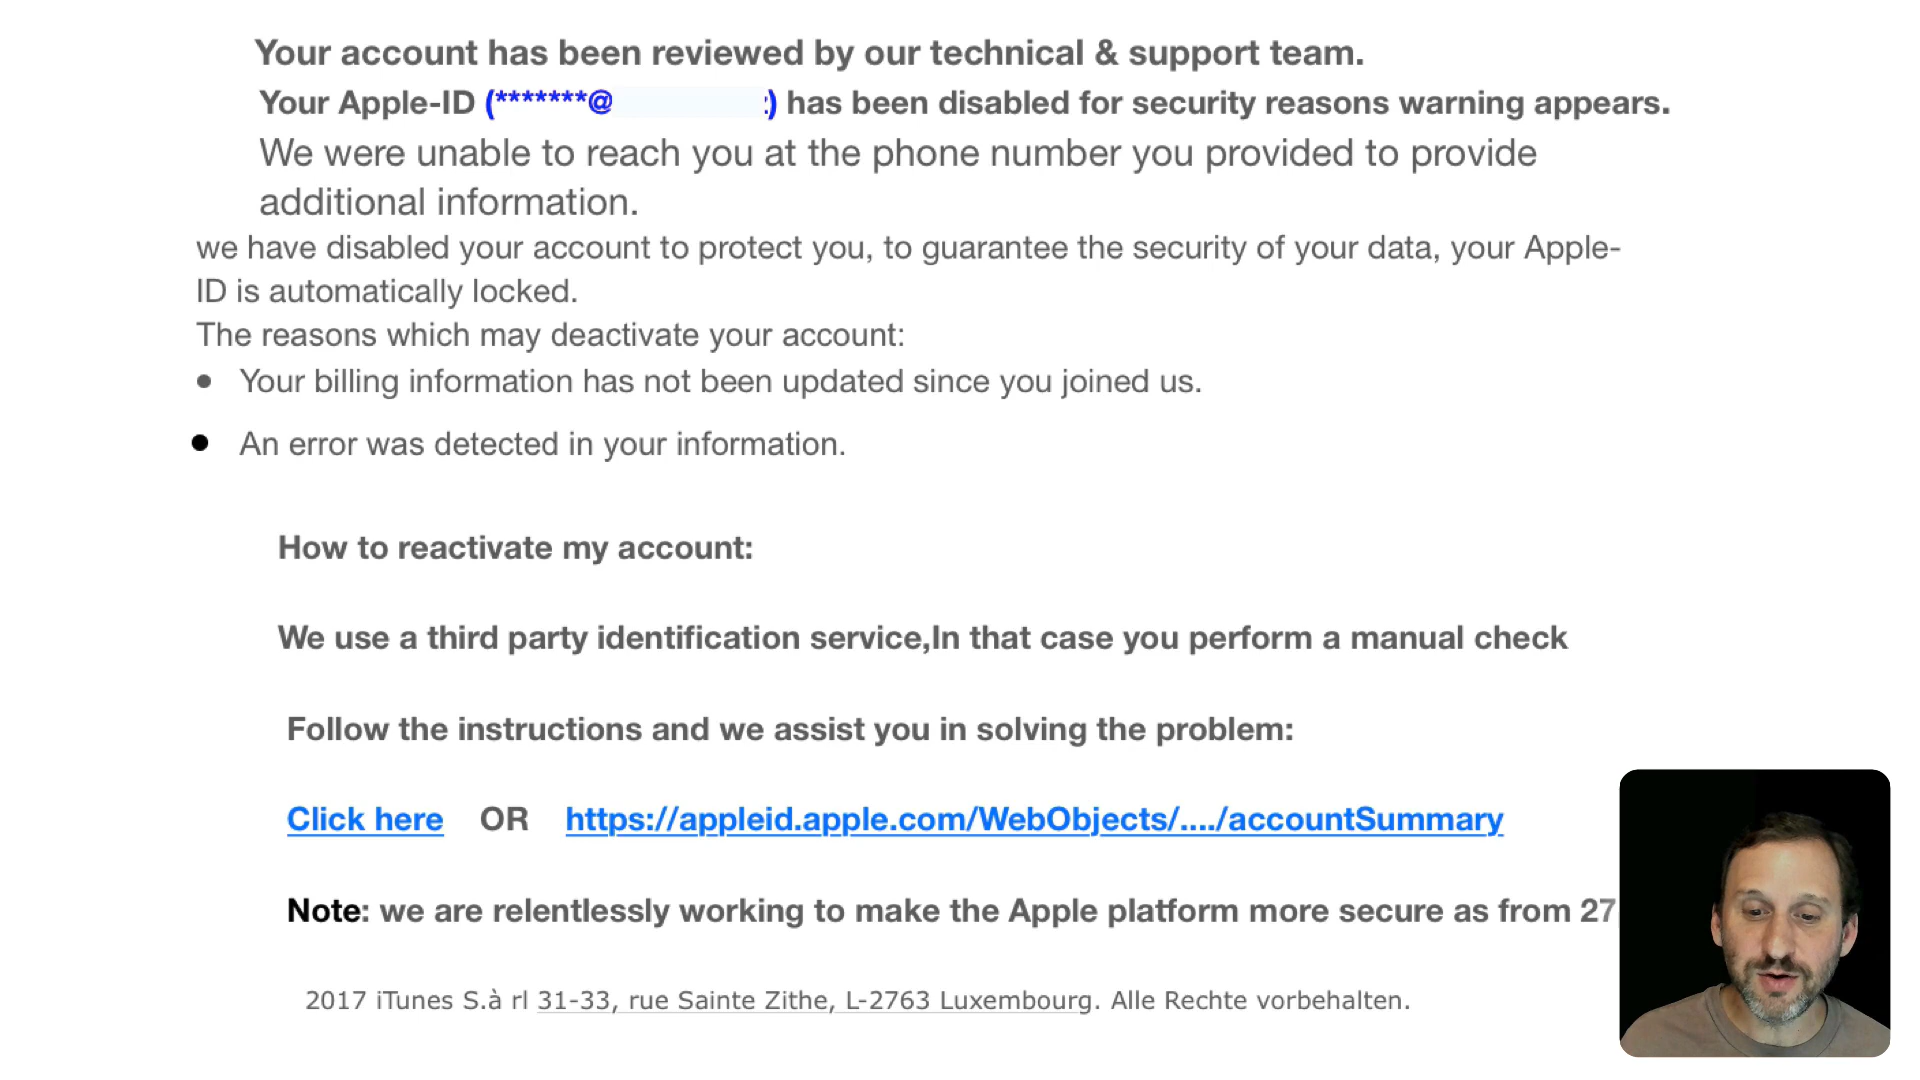 Your account has been reviewed by our technical & support team.
Your Apple-ID (*******@ :) has been disabled for security reasons warning appears.
We were unable to reach you at the phone number you provided to provide
additional information.
we have disabled your account to protect you, to guarantee the security of your data, your Apple-
ID is automatically locked.
The reasons which may deactivate your account:
• Your billing information has not been updated since you joined us.
• An error was detected in your information.
How to reactivate my account:
We use a third party identification service,In that case you perform a manual check
Follow the instructions and we assist you in solving the problem:
Click here OR https://appleid.apple.com/WebObjects/..../accountSummary
Note: we are relentlessly working to make the Apple platform more secure as from 27
2017 iTunes S.à rl 31-33, rue Sainte Zithe, L-2763 Luxembourg. Alle Rechte vorbehalten.